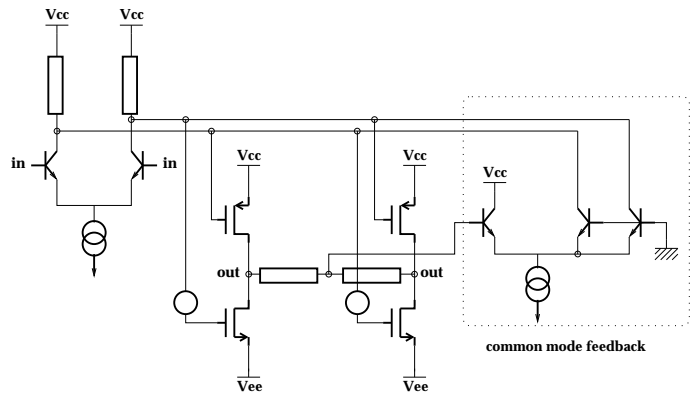 Vcc Vcc
in in
Vcc Vcc
Vcc
out out
common mode feedback
Vee Vee